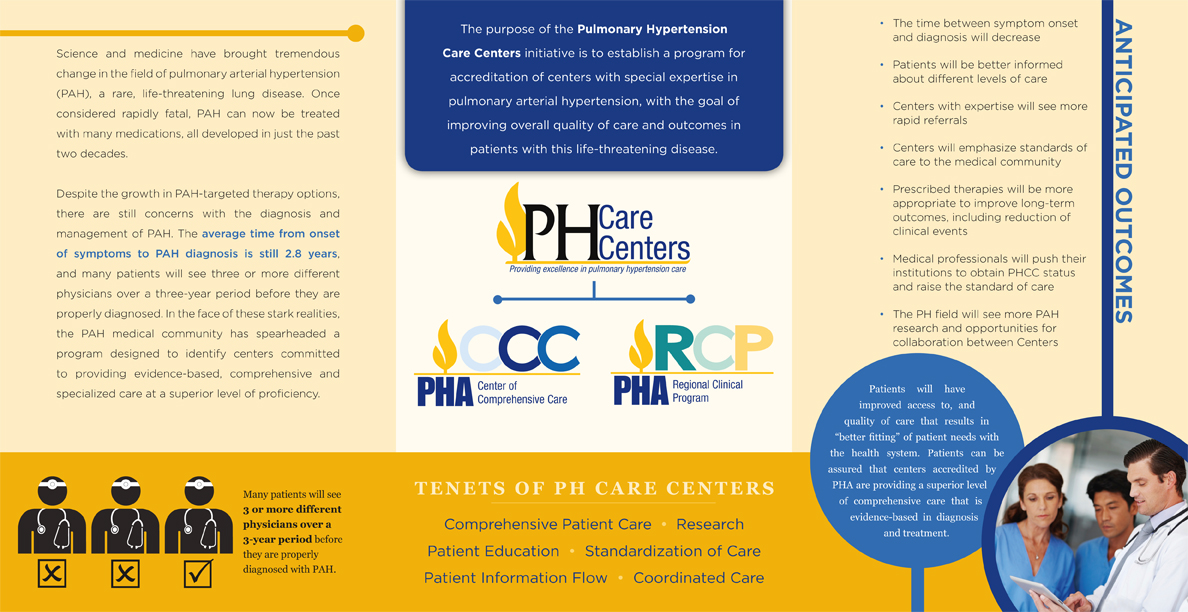 Science and medicine have brought tremendous
change in the field of pulmonary arterial hypertension
(PAH), a rare, life-threatening lung disease. Once
considered rapidly fatal, PAH can now be treated
with many medications, all developed in just the past
two decades.
Despite the growth in PAH-targeted therapy options,
there are still concerns with the diagnosis and
management of PAH. The average time from onset
of symptoms to PAH diagnosis is still 2.8 years,
and many patients will see three or more different
physicians over a three-year period before they are
properly diagnosed. In the face of these stark realities,
the PAH medical community has spearheaded a
program designed to identify centers committed
to providing evidence-based, comprehensive and
specialized care at a superior level of proficiency.
Many patients will see
3 or more different
physicians over a
3-year period before
they are properly
diagnosed with PAH.
The purpose of the Pulmonary Hypertension
Care Centers initiative is to establish a program for
accreditation of centers with special expertise in
pulmonary arterial hypertension, with the goal of
improving overall quality of care and outcomes in
patients with this life-threatening disease.
PH Care
Centers
Providing excellence in pulmonary hypertension care
CCC
PHA Center of
Comprehensive Care
RCP
PHA Regional Clinical
Program
TENETS OF PH CARE CENTERS
Comprehensive Patient Care • Research
Patient Education • Standardization of Care
Patient Information Flow • Coordinated Care
ANTICIPATED OUTCOMES
• The time between symptom onset
and diagnosis will decrease
• Patients will be better informed
about different levels of care
• Centers with expertise will see more
rapid referrals
• Centers will emphasize standards of
care to the medical community
• Prescribed therapies will be more
appropriate to improve long-term
outcomes, including reduction of
clinical events
• Medical professionals will push their
institutions to obtain PHCC status
and raise the standard of care
• The PH field will see more PAH
research and opportunities for
collaboration between Centers
Patients will have
improved access to, and
quality of care that results in
“better fitting” of patient needs with
the health system. Patients can be
assured that centers accredited by
PHA are providing a superior level
of comprehensive care that is
evidence-based in diagnosis
and treatment.